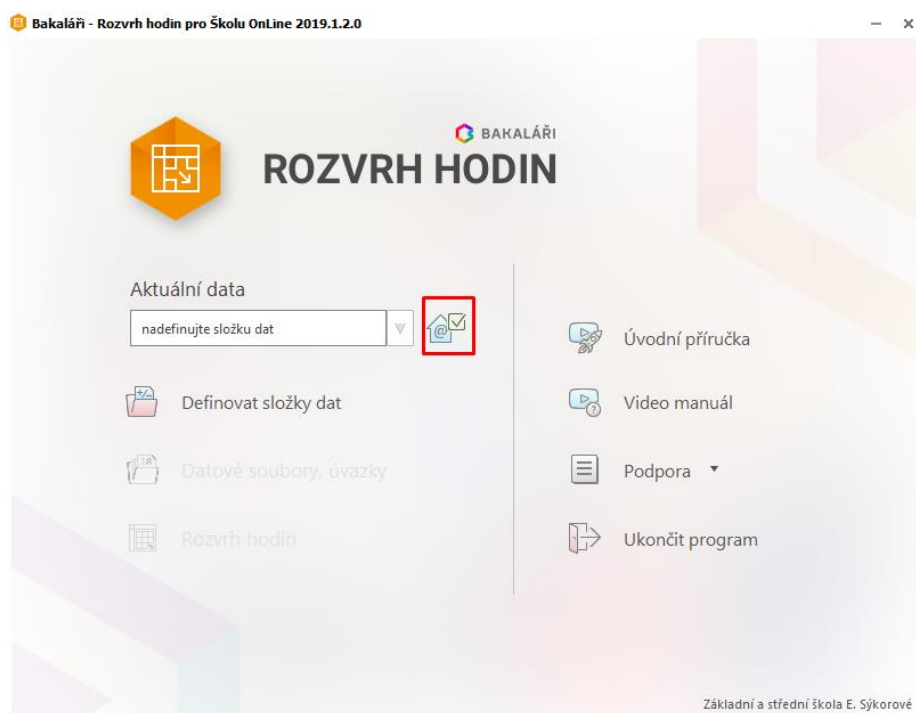 Bakaláři - Rozvrh hodin pro Školu OnLine 2019.1.2.0
BAKALÁŘI
ROZVRH HODIN
Aktuální data
nadefinujte složku dat
Definovat složky dat
Datové soubory, úvazky
Rozvrh hodin
Úvodní příručka
Video manuál
Podpora
Ukončit program
Základní a střední škola E. Sýkorové